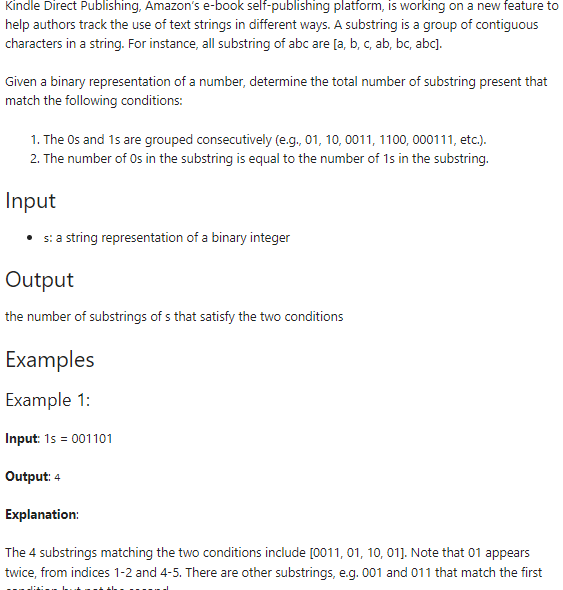 Kindle Direct Publishing, Amazon's e-book self-publishing platform, is working on a new feature to
help authors track the use of text strings in different ways. A substring is a group of contiguous
characters in a string. For instance, all substring of abc are [a, b, c, ab, bc, abc].
Given a binary representation of a number, determine the total number of substring present that
match the following conditions:
1. The 0s and 1s are grouped consecutively (e.g., 01, 10, 0011, 1100, 000111, etc.).
2. The number of 0s in the substring is equal to the number of 1s in the substring.
Input
• s: a string representation of a binary integer
Output
the number of substrings of s that satisfy the two conditions
Examples
Example 1:
Input: 1s = 001101
Output: 4
Explanation:
The 4 substrings matching the two conditions include [0011, 01, 10, 01]. Note that 01 appears
twice, from indices 1-2 and 4-5. There are other substrings, e.g. 001 and 011 that match the first